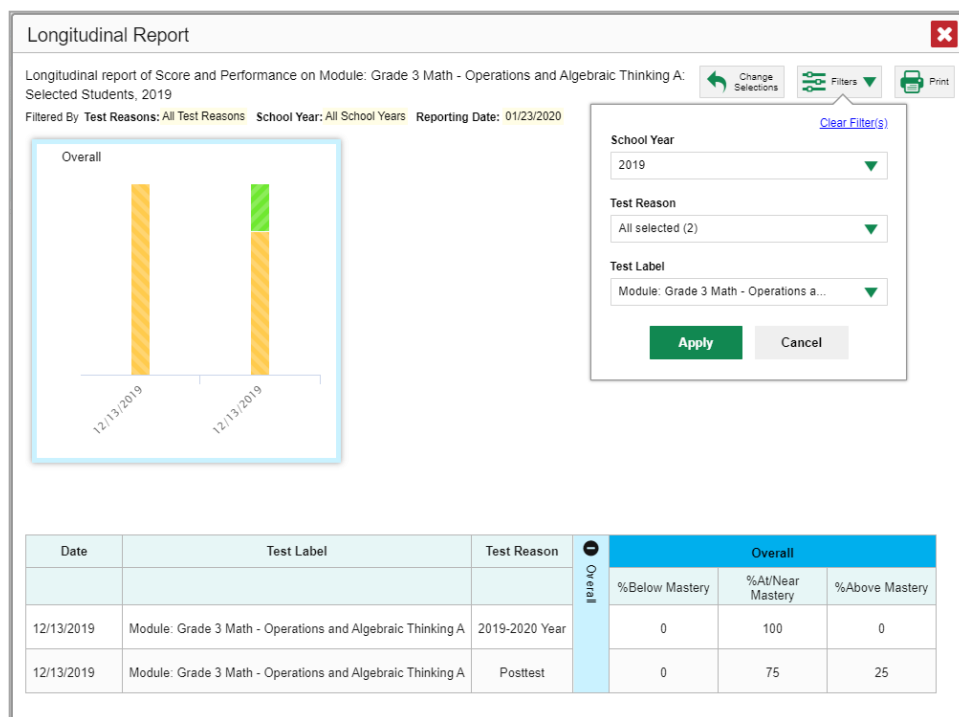 Longitudinal Report
Longitudinal report of Score and Performance on Module: Grade 3 Math - Operations and Algebraic Thinking A:
Selected Students, 2019
Change
Selections
Filters
Print
Filtered By Test Reasons: All Test Reasons School Year: All School Years Reporting Date: 01/23/2020
Clear Filter(s)
School Year
2019
Test Reason
All selected (2)
Test Label
Module: Grade 3 Math - Operations a...
Apply Cancel
Overall
12/13/2019 12/13/2019
Date Test Label Test Reason Overall Overall
%Below Mastery %At/Near Mastery %Above Mastery
12/13/2019 Module: Grade 3 Math - Operations and Algebraic Thinking A 2019-2020 Year 0 100 0
12/13/2019 Module: Grade 3 Math - Operations and Algebraic Thinking A Posttest 0 75 25